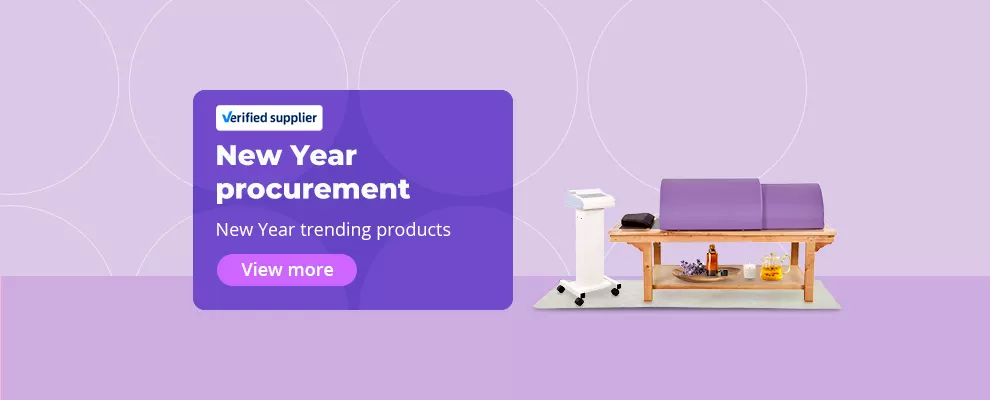 Verified supplier
New Year
procurement
New Year trending products
View more